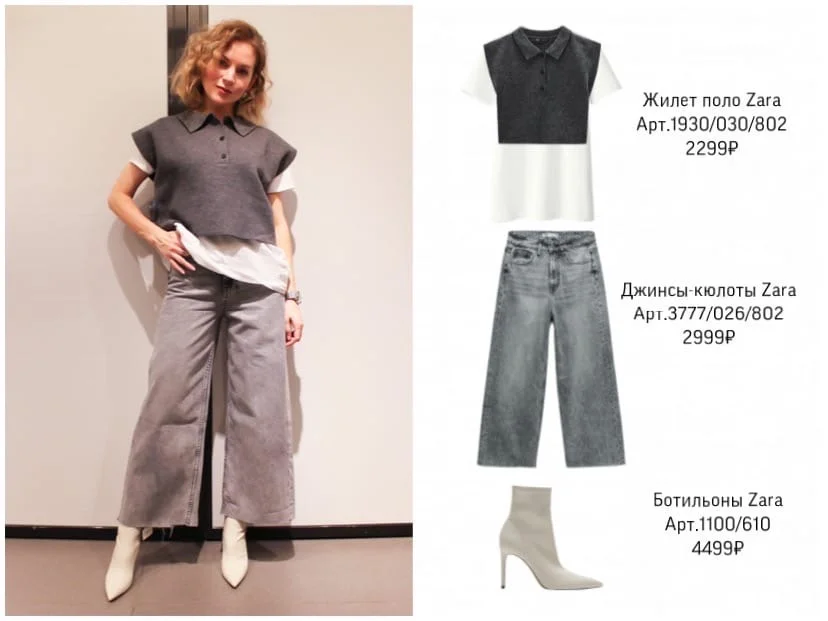 Жилет поло Zara
Арт.1930/030/802
2299₽
Джинсы-кюлоты Zara
Арт.3777/026/802
2999₽
Ботильоны Zara
Арт.1100/610
4499₽